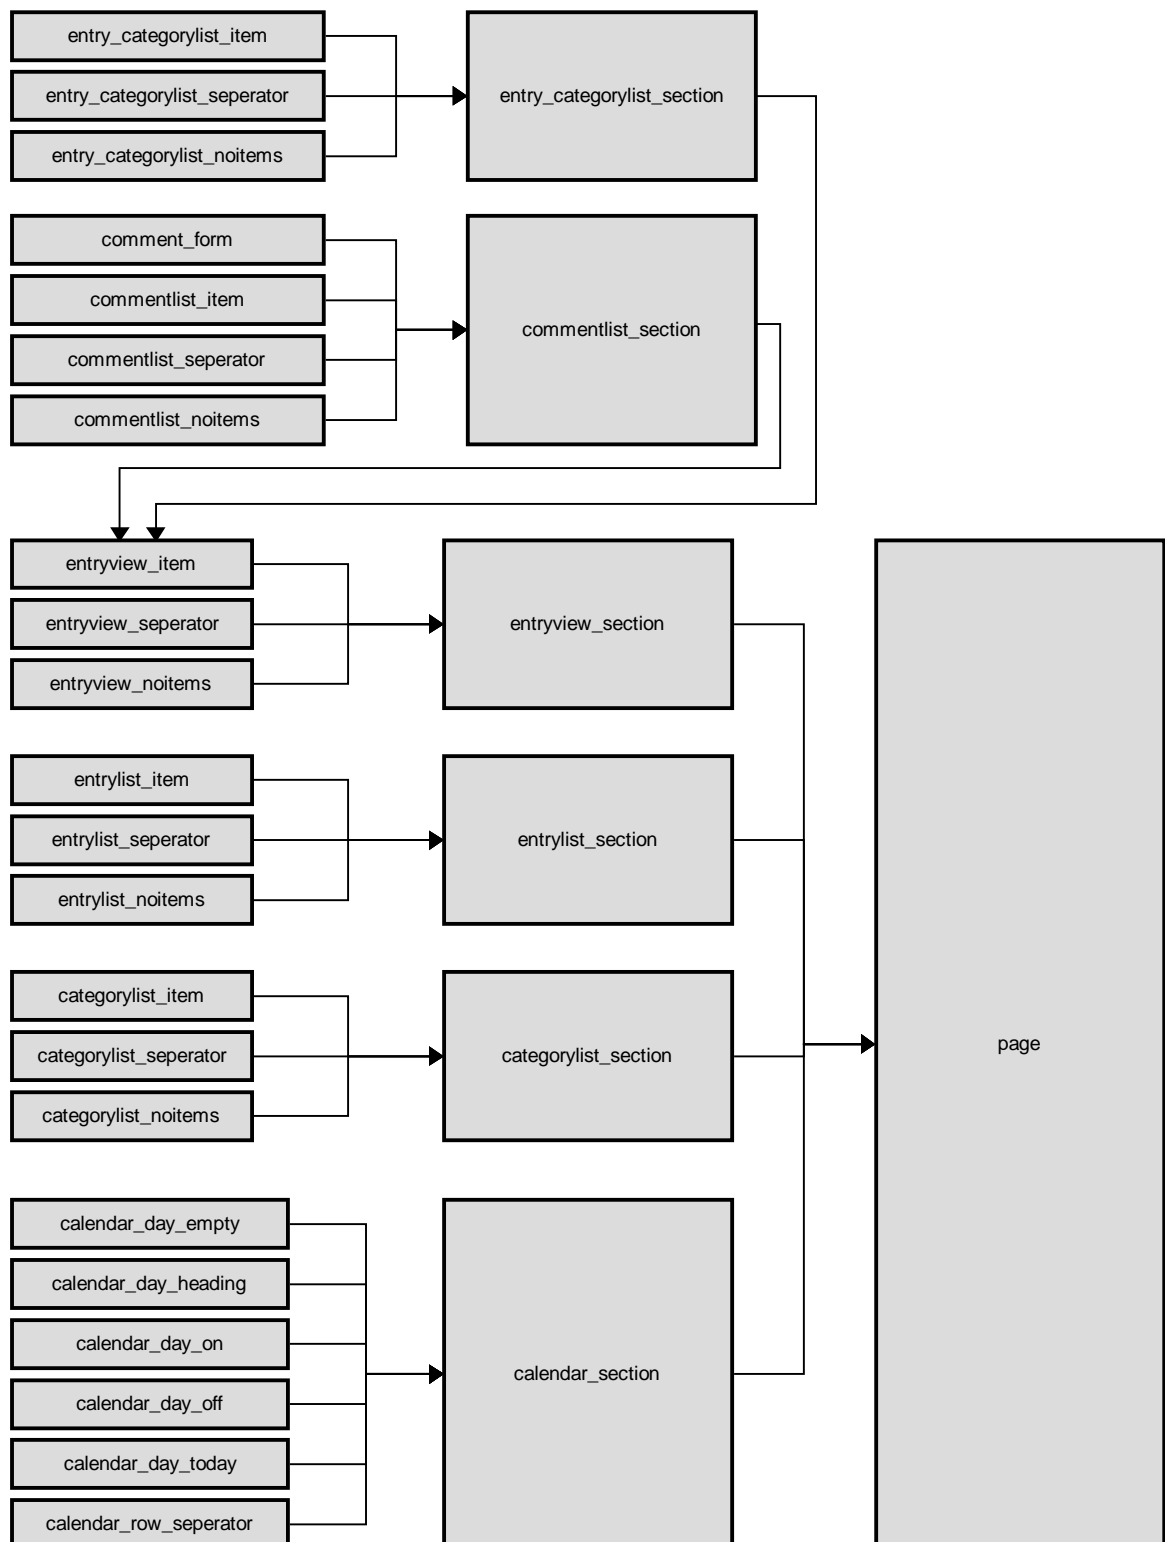 entry_categorylist_item
entry_categorylist_seperator
entry_categorylist_section
entry_categorylist_noitems
comment_form
commentlist_item
commentlist_section
commentlist_seperator
commentlist_noitems
entryview_item
entryview_seperator
entryview_section
entryview_noitems
entrylist_item
entrylist_seperator
entrylist_section
entrylist_noitems
categorylist_item
categorylist_seperator
categorylist_section
page
categorylist_noitems
calendar_day_empty
calendar_day_heading
calendar_day_on
calendar_section
calendar_day_off
calendar_day_today
calendar_row_seperator